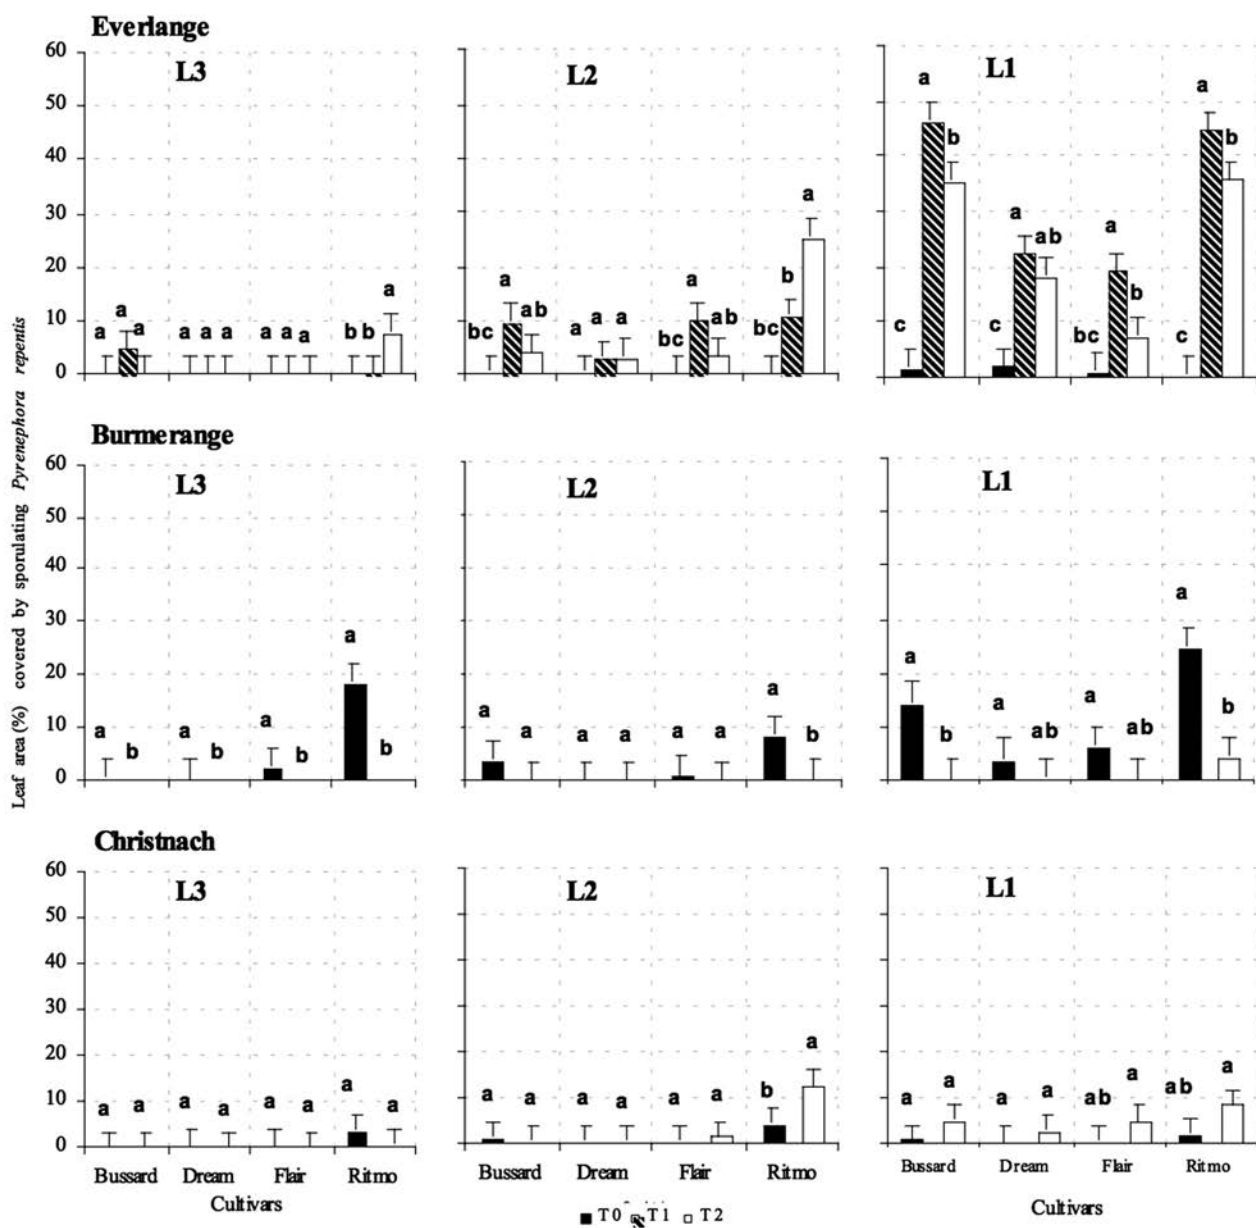 Everlange
L3
L2
L1
60
50
40
30
20
10
0
a a a a a a a a a b b a
bc a ab a a a bc a ab bc b a
c a b c a ab bc a b c a b
Burmerange
L3
L2
L1
60
50
40
30
20
10
0
a b a b a b a b
a a a a a a a b
a b a ab a ab a b
Christnach
L3
L2
L1
60
50
40
30
20
10
0
a a a a a a a a
a a a a a a b a
a a a a ab a ab a
Bussard Dream Flair Ritmo
Bussard Dream Flair Ritmo
Bussard Dream Flair Ritmo
Cultivars
Cultivars
T0 T1 T2
Leaf area (%) covered by sporulating Pyrenephora repentis